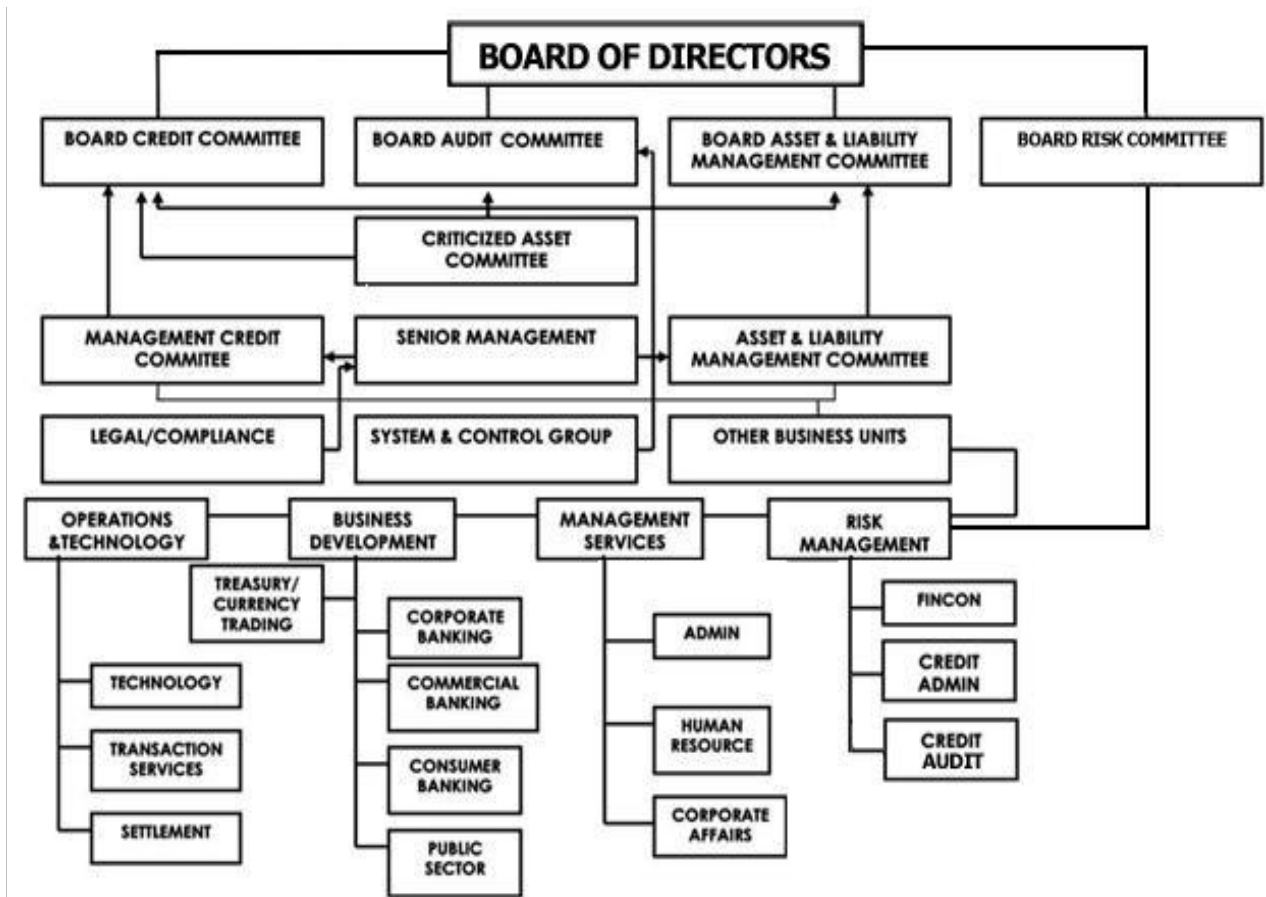 BOARD OF DIRECTORS
BOARD CREDIT COMMITTEE
BOARD AUDIT COMMITTEE
BOARD ASSET & LIABILITY
MANAGEMENT COMMITTEE
BOARD RISK COMMITTEE
CRITICIZED ASSET
COMMITTEE
MANAGEMENT CREDIT
COMMITEE
SENIOR MANAGEMENT
ASSET & LIABILITY
MANAGEMENT COMMITTEE
LEGAL/COMPLIANCE
SYSTEM & CONTROL GROUP
OTHER BUSINESS UNITS
OPERATIONS
&TECHNOLOGY
BUSINESS
DEVELOPMENT
MANAGEMENT
SERVICES
RISK
MANAGEMENT
TREASURY/
CURRENCY
TRADING
CORPORATE
BANKING
COMMERCIAL
BANKING
CONSUMER
BANKING
PUBLIC
SECTOR
TECHNOLOGY
TRANSACTION
SERVICES
SETTLEMENT
ADMIN
HUMAN
RESOURCE
CORPORATE
AFFAIRS
FINCON
CREDIT
ADMIN
CREDIT
AUDIT